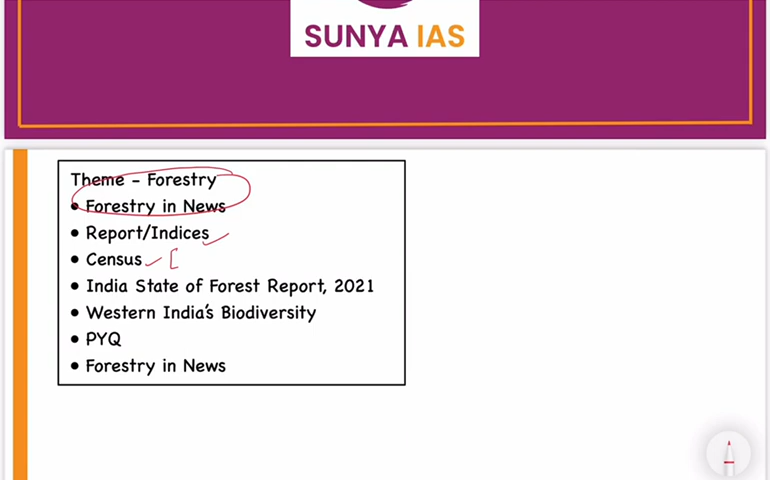 SUNYA IAS
Theme - Forestry
• Forestry in News
• Report/Indices
• Census
• India State of Forest Report, 2021
• Western India's Biodiversity
• PYQ
• Forestry in News